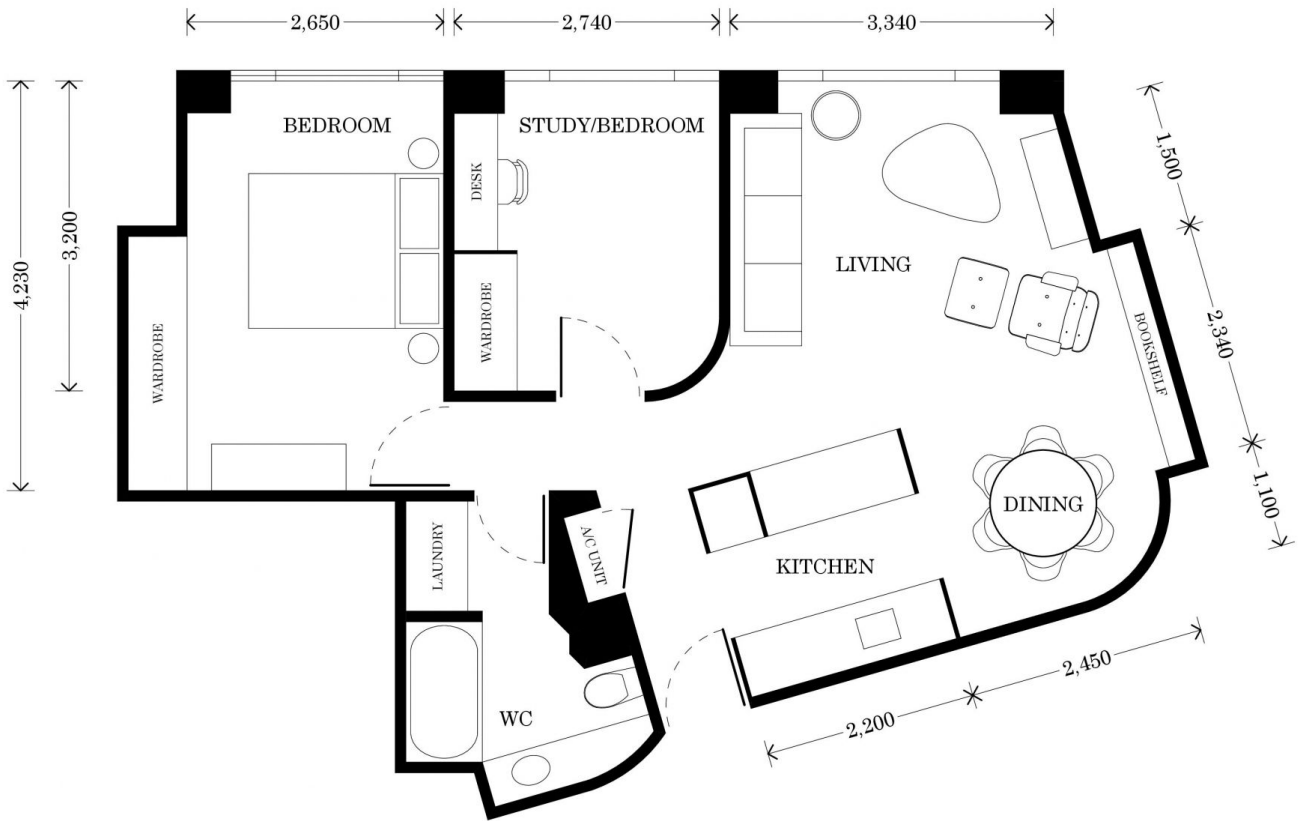 2,650
2,740
3,340
BEDROOM
STUDY/BEDROOM
1,500
DESK
3,200
LIVING
4,230
WARDROBE
WARDROBE
2,340
BOOKSHELF
1,100
DINING
LAUNDRY
A/C UNIT
KITCHEN
2,450
WC
2,200